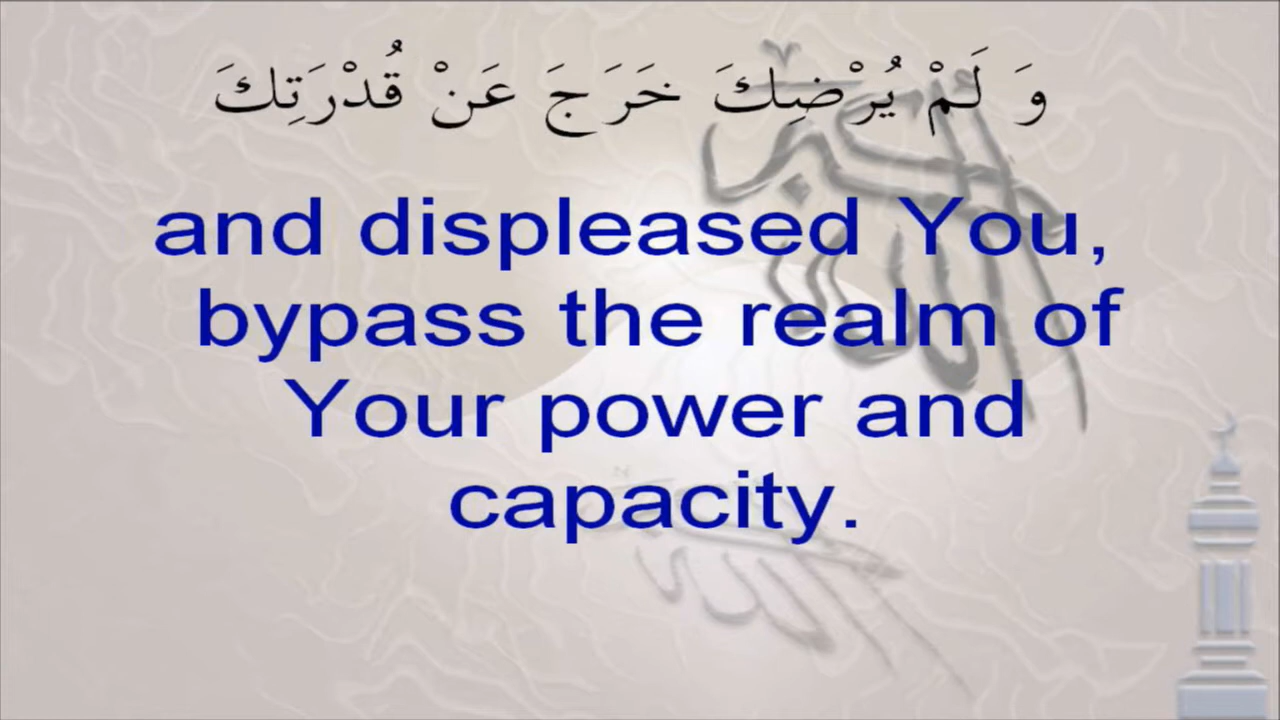 وَ لَمْ يُرْضِكَ خَرَجَ عَنْ قُدْرَتِكَ
and displeased You,
bypass the realm of
Your power and
capacity.